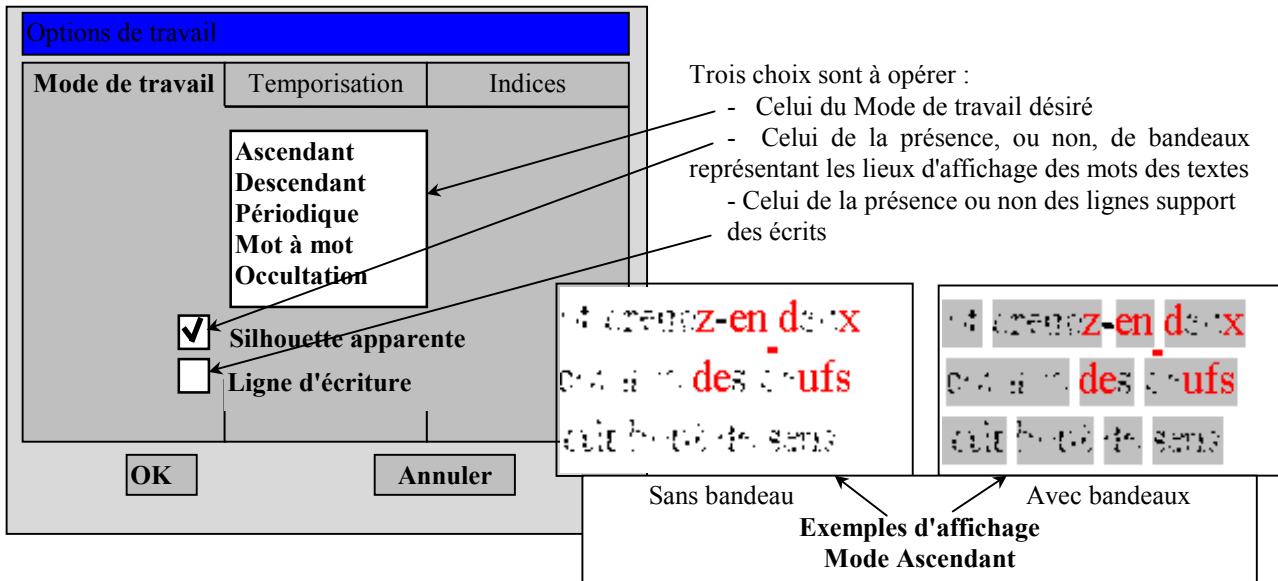 Options de travail
Mode de travail Temporisation Indices
Ascendant
Descendant
Périodique
Mot à mot
Occultation
Silhouette apparente
Ligne d'écriture
OK Annuler
Trois choix sont à opérer :
- Celui du Mode de travail désiré
- Celui de la présence, ou non, de bandeaux
représentant les lieux d'affichage des mots des textes
- Celui de la présence ou non des lignes support
des écrits
z-en d x
des ufs
z-en d x
des ufs
Sans bandeau Avec bandeaux
Exemples d'affichage
Mode Ascendant